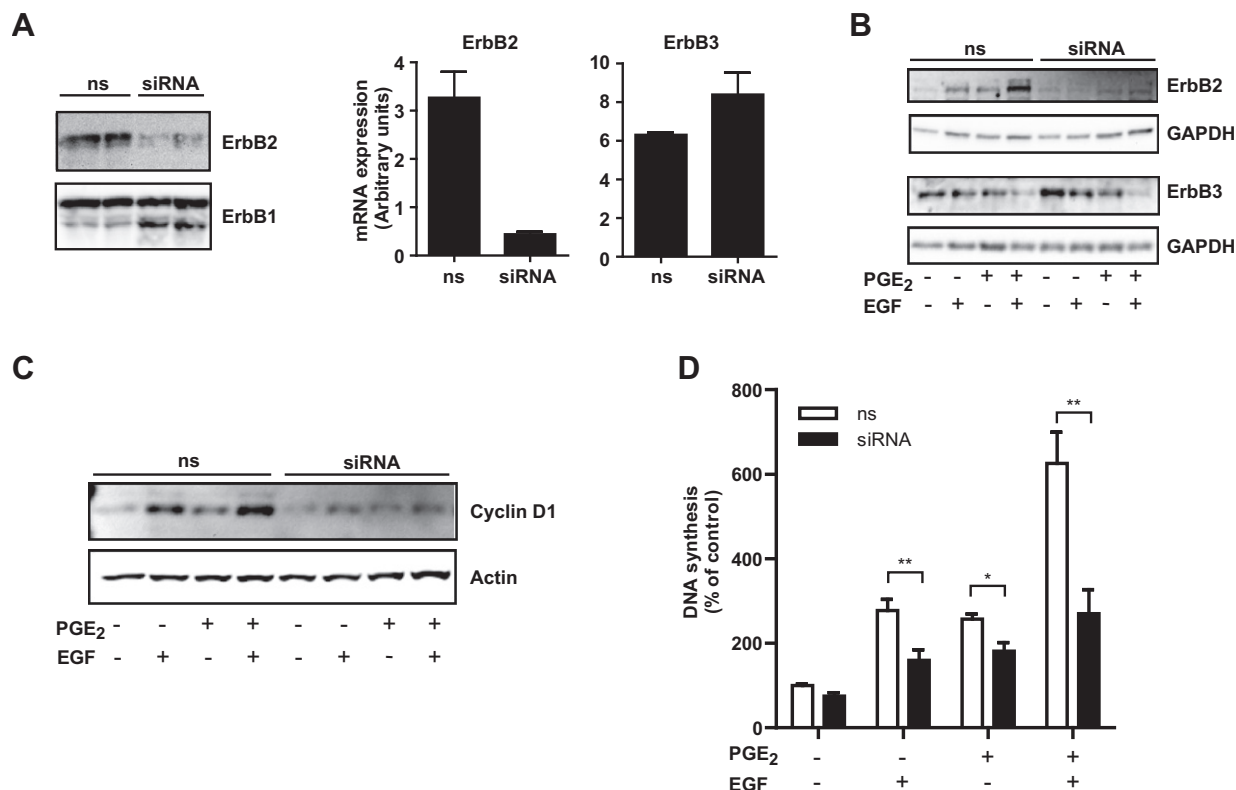 A
ns siRNA
ErbB2
ErbB1
ErbB2
mRNA expression
(Arbitrary units)
4
3
2
1
0
ns siRNA
ErbB3
10
8
6
4
2
0
ns siRNA
B
ns siRNA
ErbB2
GAPDH
ErbB3
GAPDH
PGE2 - - + + - - + +
EGF - + - + - + - +
C
ns siRNA
Cyclin D1
Actin
PGE2 - - + + - - + +
EGF - + - + - + - +
D
DNA synthesis
(% of control)
800
600
400
200
0
ns
siRNA
** * **
PGE2 - - + +
EGF - + - +